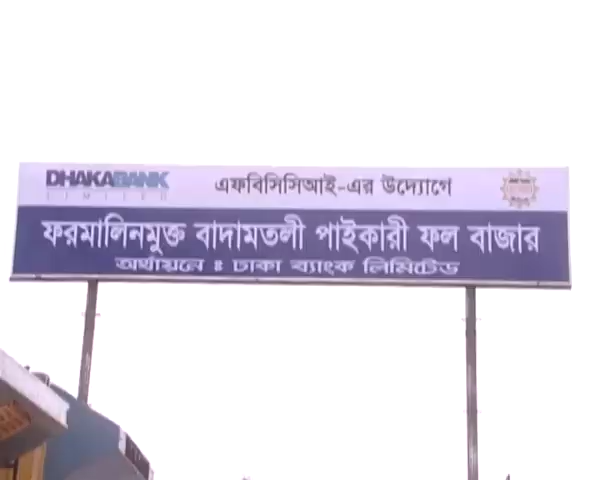 DHAKABANK
LIMITED
এফবিসিসিআই-এর উদ্যোগে
ফরমালিনমুক্ত বাদামতলী পাইকারী ফল বাজার
অর্থায়নে ঃ ঢাকা ব্যাংক লিমিটেড